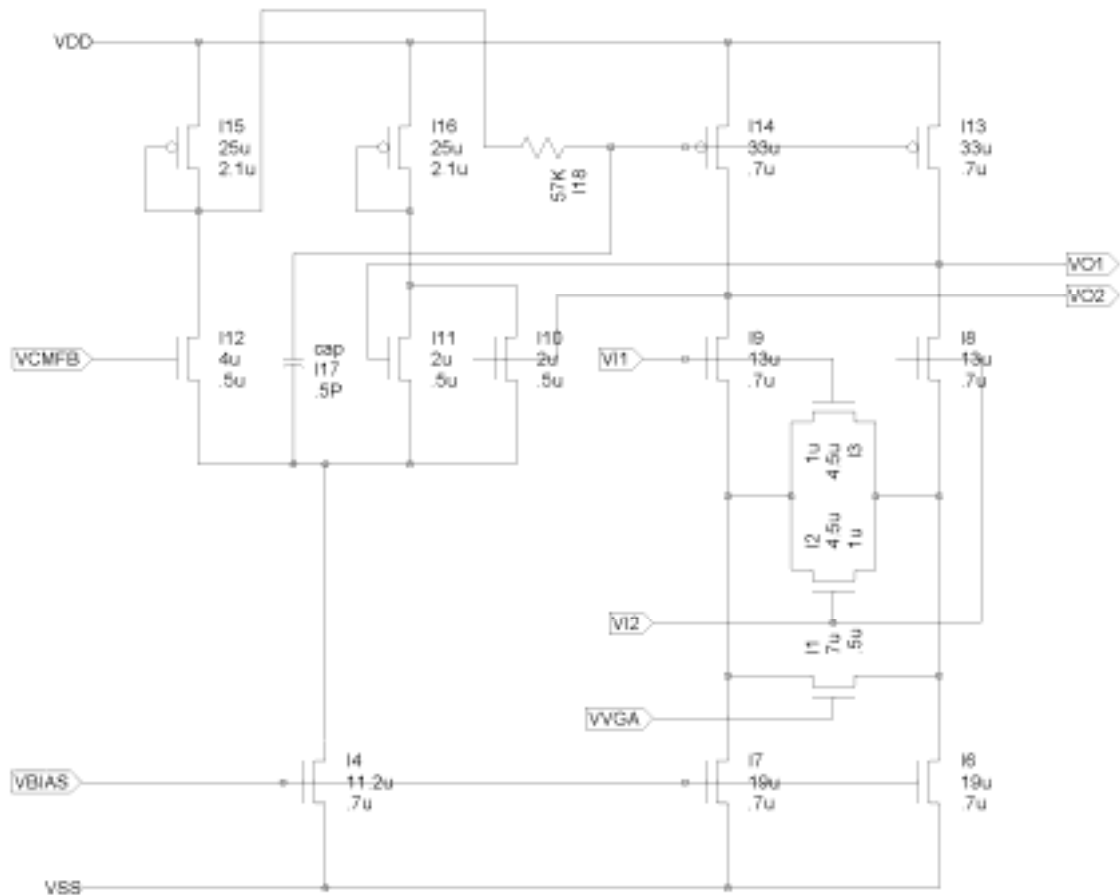 VDD
I15
25u
2.1u
I16
25u
2.1u
57K
I18
I14
33u
.7u
I13
33u
.7u
VO1
VO2
VCMFB
I12
4u
.5u
cap
I17
.5P
I11
2u
.5u
I10
2u
.5u
VI1
I9
13u
.7u
I8
13u
.7u
1u
4.5u
I3
I2
4.5u
1u
VI2
I1
7u
.5u
VVGA
VBIAS
I4
11.2u
.7u
I7
19u
.7u
I6
19u
.7u
VSS